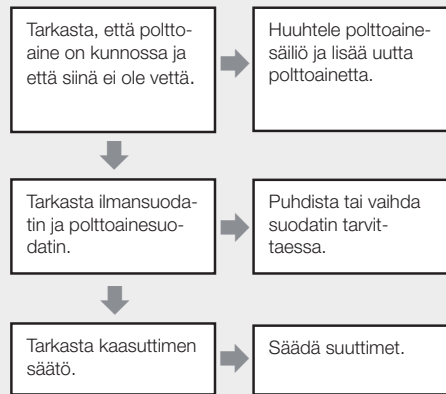 Tarkasta, että poltto-
aine on kunnossa ja
että siinä ei ole vettä.
Huuhtele polttoaine-
säiliö ja lisää uutta
polttoainetta.
Tarkasta ilmansuoda-
tin ja polttoainesuo-
datin.
Puhdista tai vaihda
suodatin tarvit-
taessa.
Tarkasta kaasuttimen
säätö.
Säädä suuttimet.